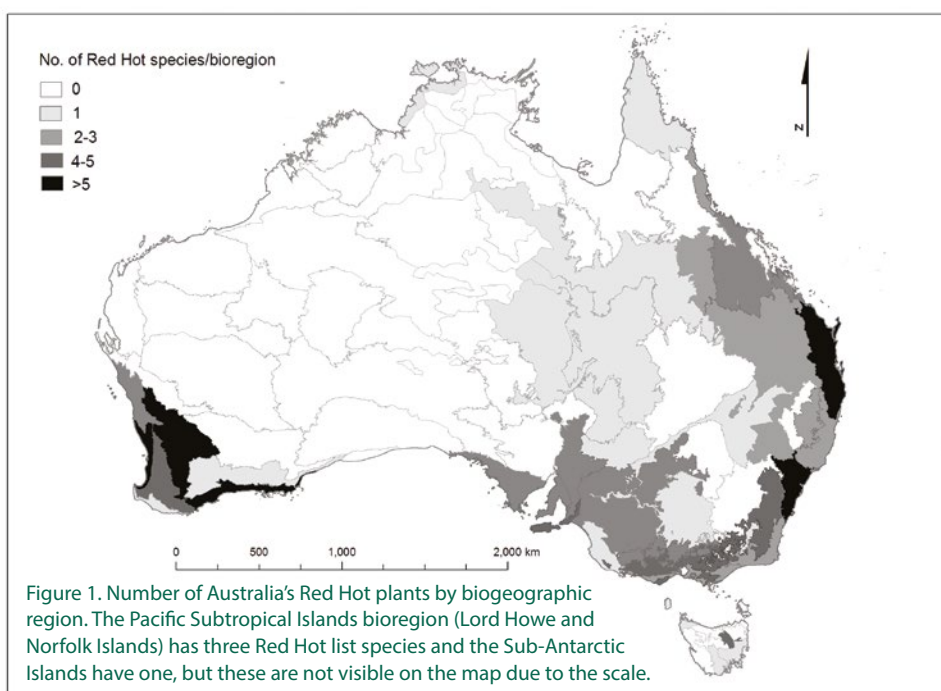 No. of Red Hot species/bioregion
0
1
2-3
4-5
>5
N
0 500 1,000 2,000 km
Figure 1. Number of Australia's Red Hot plants by biogeographic
region. The Pacific Subtropical Islands bioregion (Lord Howe and
Norfolk Islands) has three Red Hot list species and the Sub-Antarctic
Islands have one, but these are not visible on the map due to the scale.